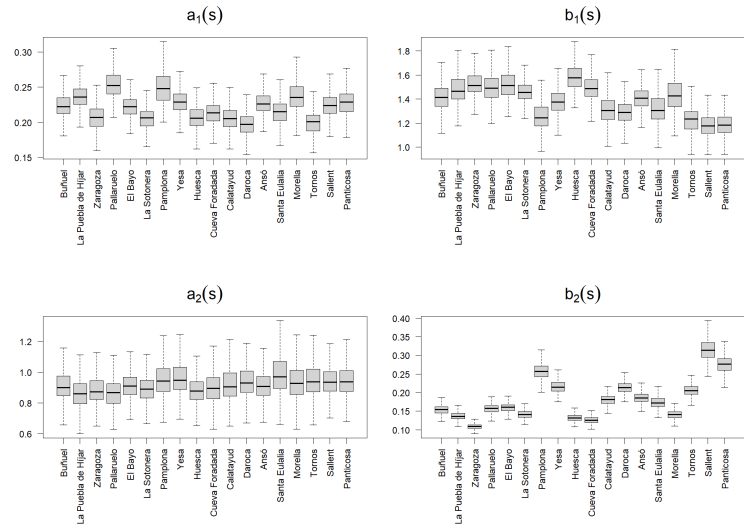 a1(s)
0.30
0.25
0.20
0.15
Buñuel
La Puebla de Híjar
Zaragoza
Pallaruelo
El Bayo
La Sotonera
Pamplona
Yesa
Huesca
Cueva Foradada
Calatayud
Daroca
Ansó
Santa Eulalia
Morella
Tornos
Sallent
Panticosa
b1(s)
1.8
1.6
1.4
1.2
1.0
Buñuel
La Puebla de Híjar
Zaragoza
Pallaruelo
El Bayo
La Sotonera
Pamplona
Yesa
Huesca
Cueva Foradada
Calatayud
Daroca
Ansó
Santa Eulalia
Morella
Tornos
Sallent
Panticosa
a2(s)
1.2
1.0
0.8
0.6
Buñuel
La Puebla de Híjar
Zaragoza
Pallaruelo
El Bayo
La Sotonera
Pamplona
Yesa
Huesca
Cueva Foradada
Calatayud
Daroca
Ansó
Santa Eulalia
Morella
Tornos
Sallent
Panticosa
b2(s)
0.40
0.35
0.30
0.25
0.20
0.15
0.10
Buñuel
La Puebla de Híjar
Zaragoza
Pallaruelo
El Bayo
La Sotonera
Pamplona
Yesa
Huesca
Cueva Foradada
Calatayud
Daroca
Ansó
Santa Eulalia
Morella
Tornos
Sallent
Panticosa